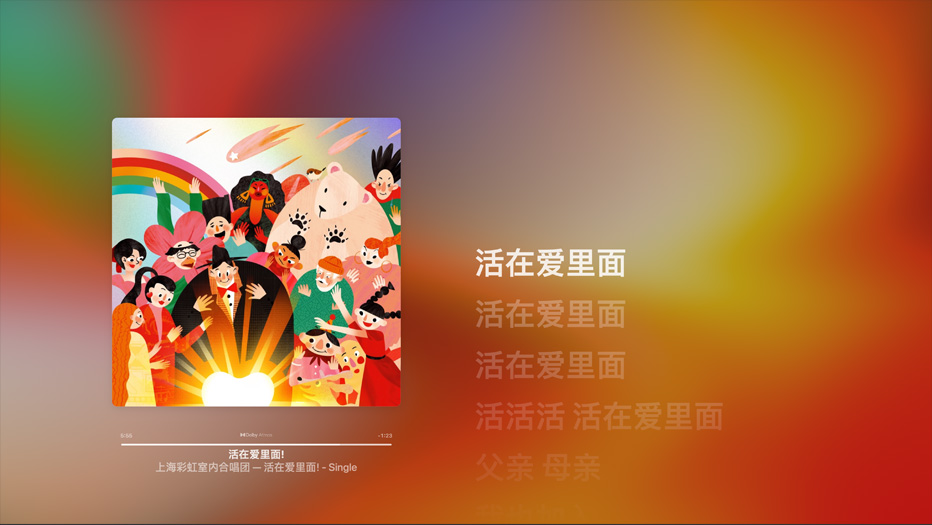 活在爱里面
活在爱里面
活在爱里面
活活活 活在爱里面
父亲 母亲
Dolby Atmos
-1:23
活在爱里面!
上海彩虹室内合唱团 — 活在爱里面! - Single